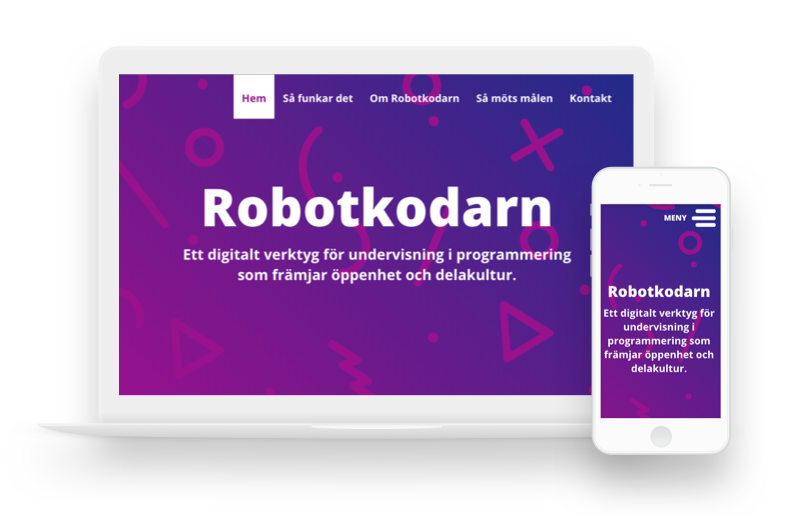 Hem Så funkar det Om Robotkodarn Så möts målen Kontakt
Robotkodarn
Ett digitalt verktyg för undervisning i programmering
som främjar öppenhet och delakultur.
MENY
Robotkodarn
Ett digitalt verktyg för
undervisning i
programmering som
främjar öppenhet och
delakultur.